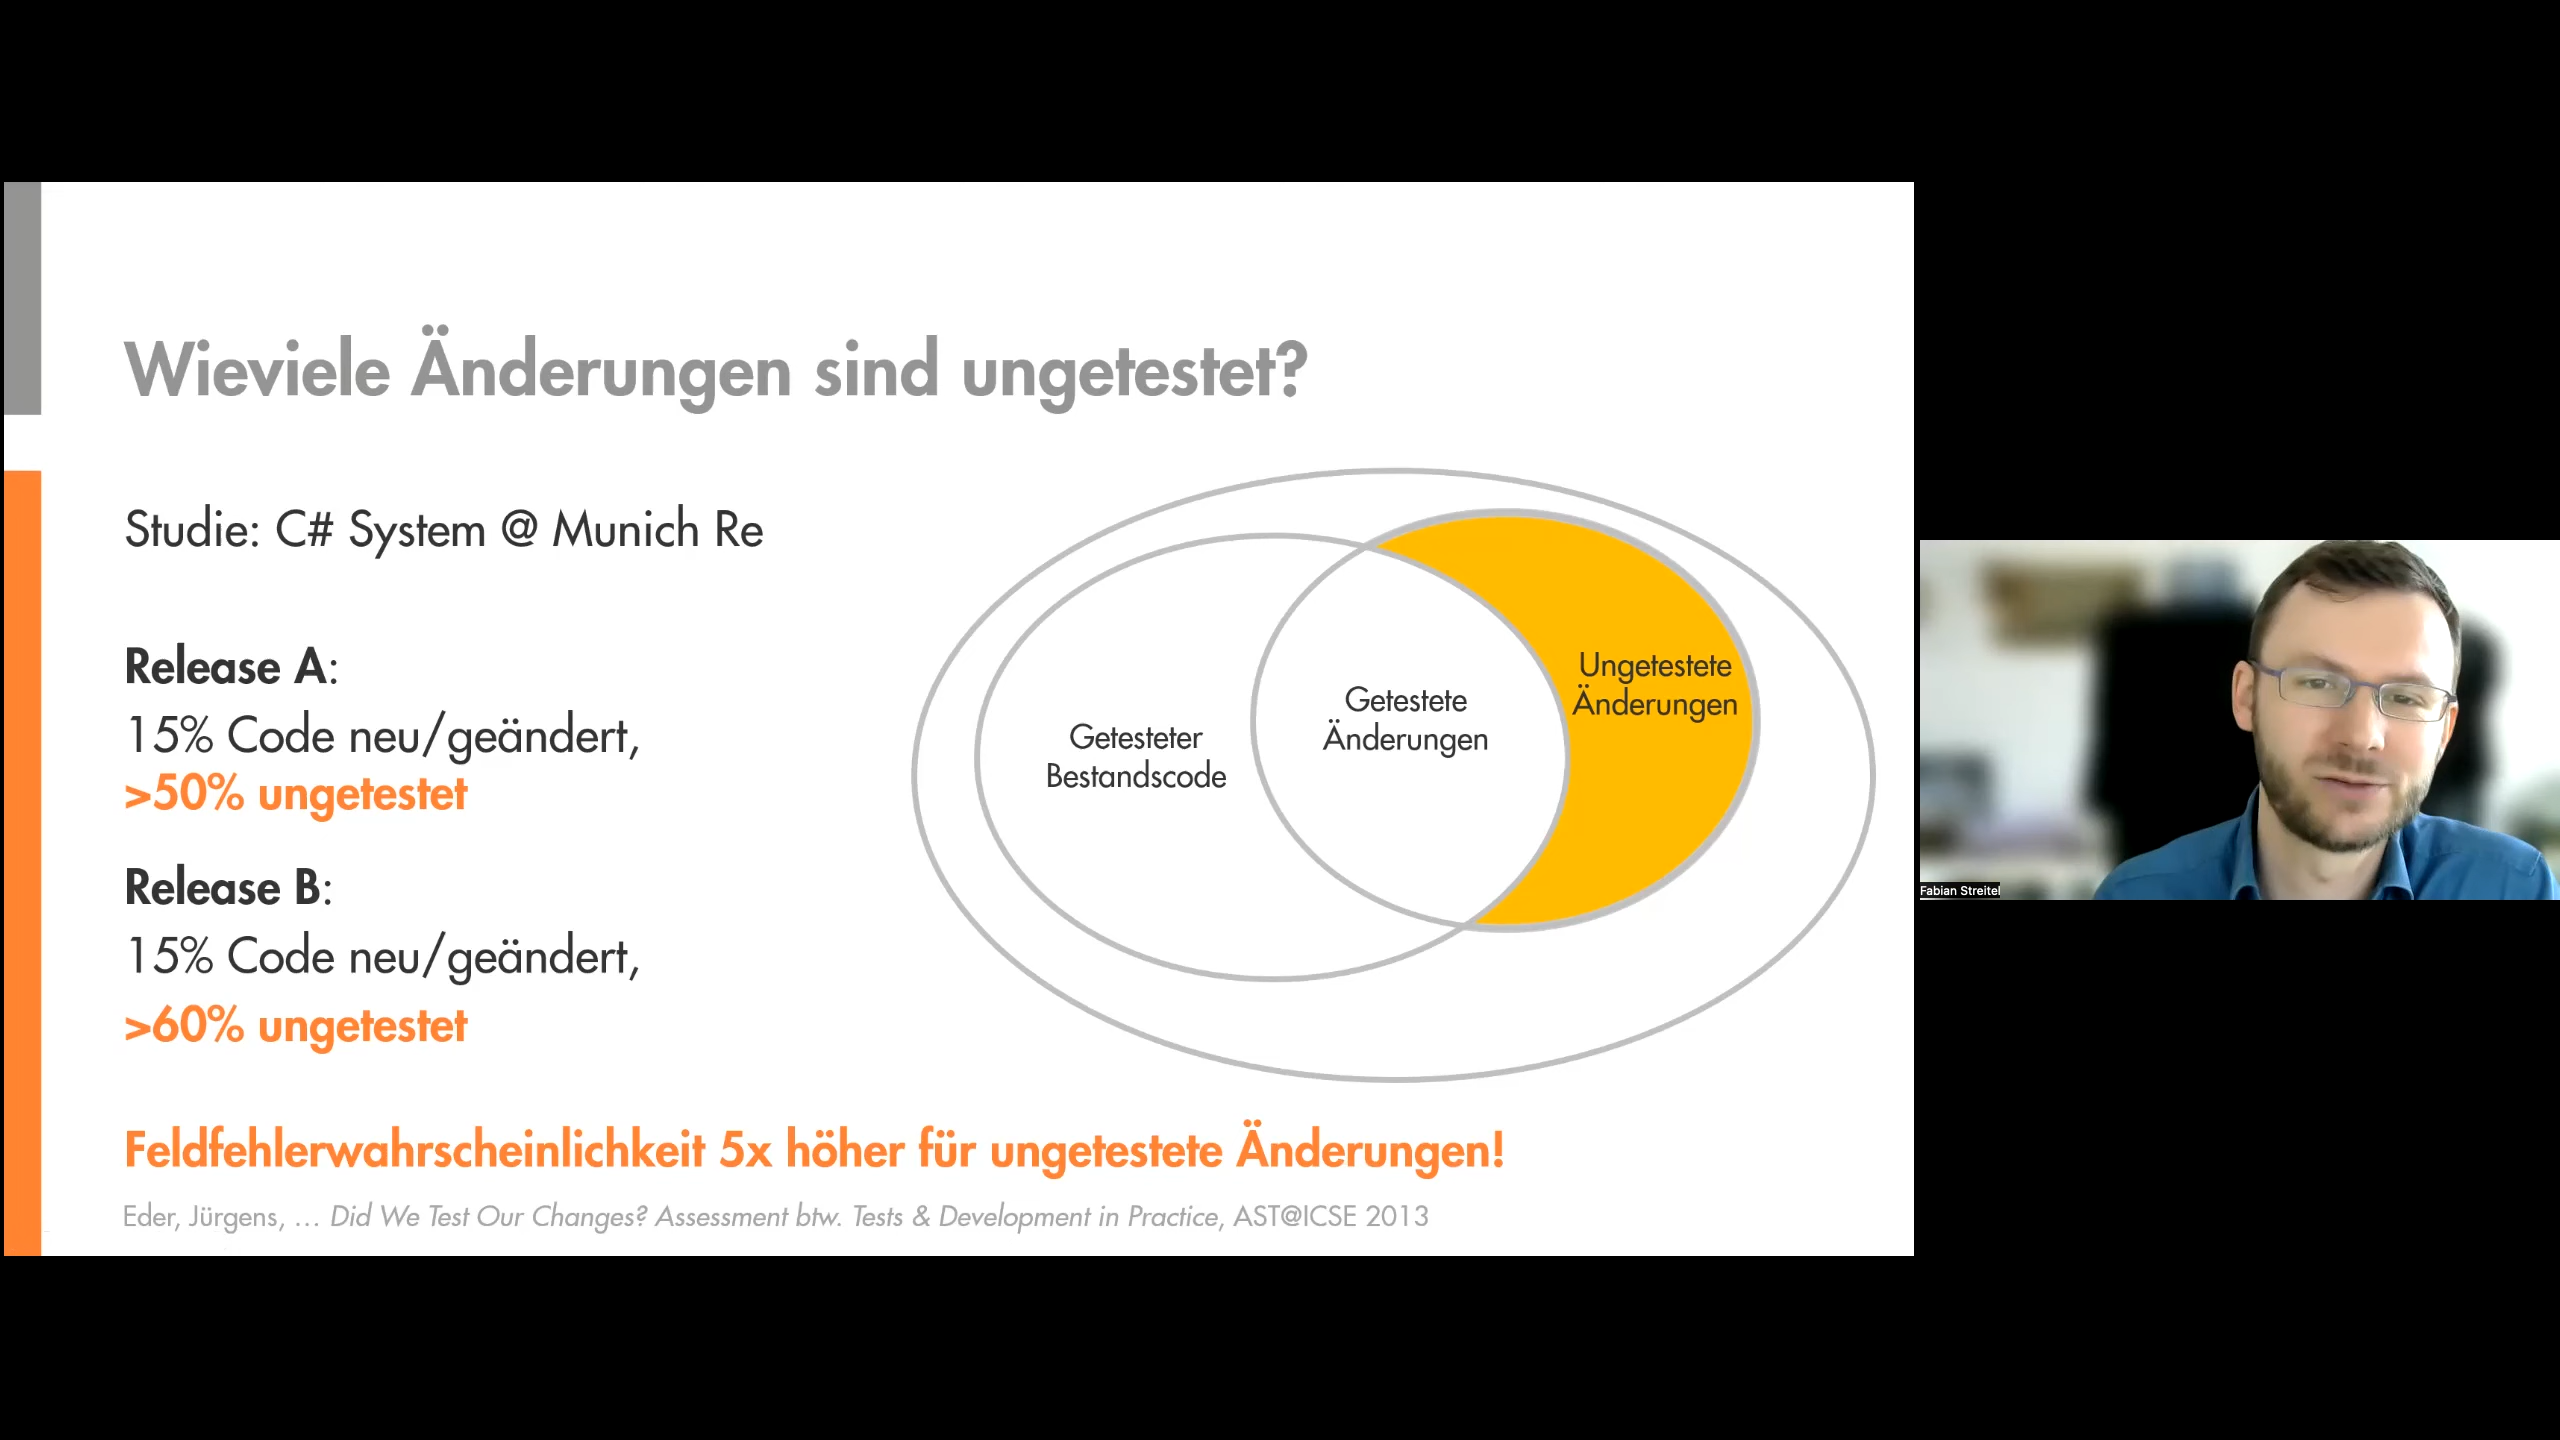 Wieviele Änderungen sind ungetestet?
Studie: C# System @ Munich Re
Release A:
15% Code neu/geändert,
>50% ungetestet
Release B:
15% Code neu/geändert,
>60% ungetestet
Getesteter
Bestandscode
Getestete
Änderungen
Ungetestete
Änderungen
Feldfehlerwahrscheinlichkeit 5x höher für ungetestete Änderungen!
Eder, Jürgens, … Did We Test Our Changes? Assessment btw. Tests & Development in Practice, AST@ICSE 2013
Fabian Streitel